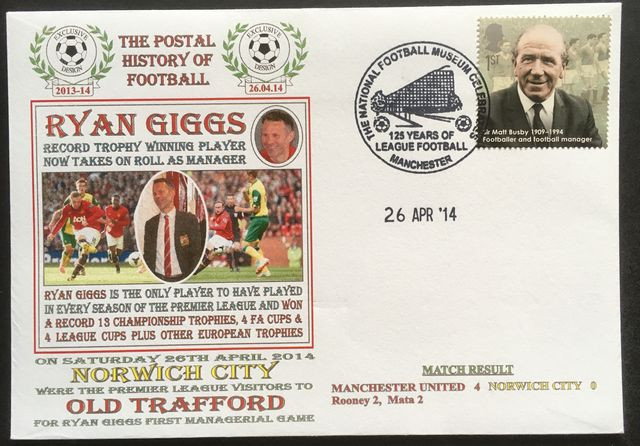 EXCLUSIVE
DESIGN
2013-14
THE POSTAL
HISTORY OF
FOOTBALL
EXCLUSIVE
DESIGN
26.04.14
RYAN GIGGS
RECORD TROPHY WINNING PLAYER
NOW TAKES ON ROLL AS MANAGER
RYAN GIGGS IS THE ONLY PLAYER TO HAVE PLAYED
IN EVERY SEASON OF THE PREMIER LEAGUE AND WON
A RECORD 13 CHAMPIONSHIP TROPHIES, 4 FA CUPS &
4 LEAGUE CUPS PLUS OTHER EUROPEAN TROPHIES
ON SATURDAY 26TH APRIL 2014
NORWICH CITY
WERE THE PREMIER LEAGUE VISITORS TO
OLD TRAFFORD
FOR RYAN GIGGS FIRST MANAGERIAL GAME
THE NATIONAL FOOTBALL MUSEUM CELEBRATES
125 YEARS OF
LEAGUE FOOTBALL
MANCHESTER
1ST
Sir Matt Busby 1909-1994
Footballer and football manager
26 APR '14
MATCH RESULT
MANCHESTER UNITED 4 NORWICH CITY 0
Rooney 2, Mata 2